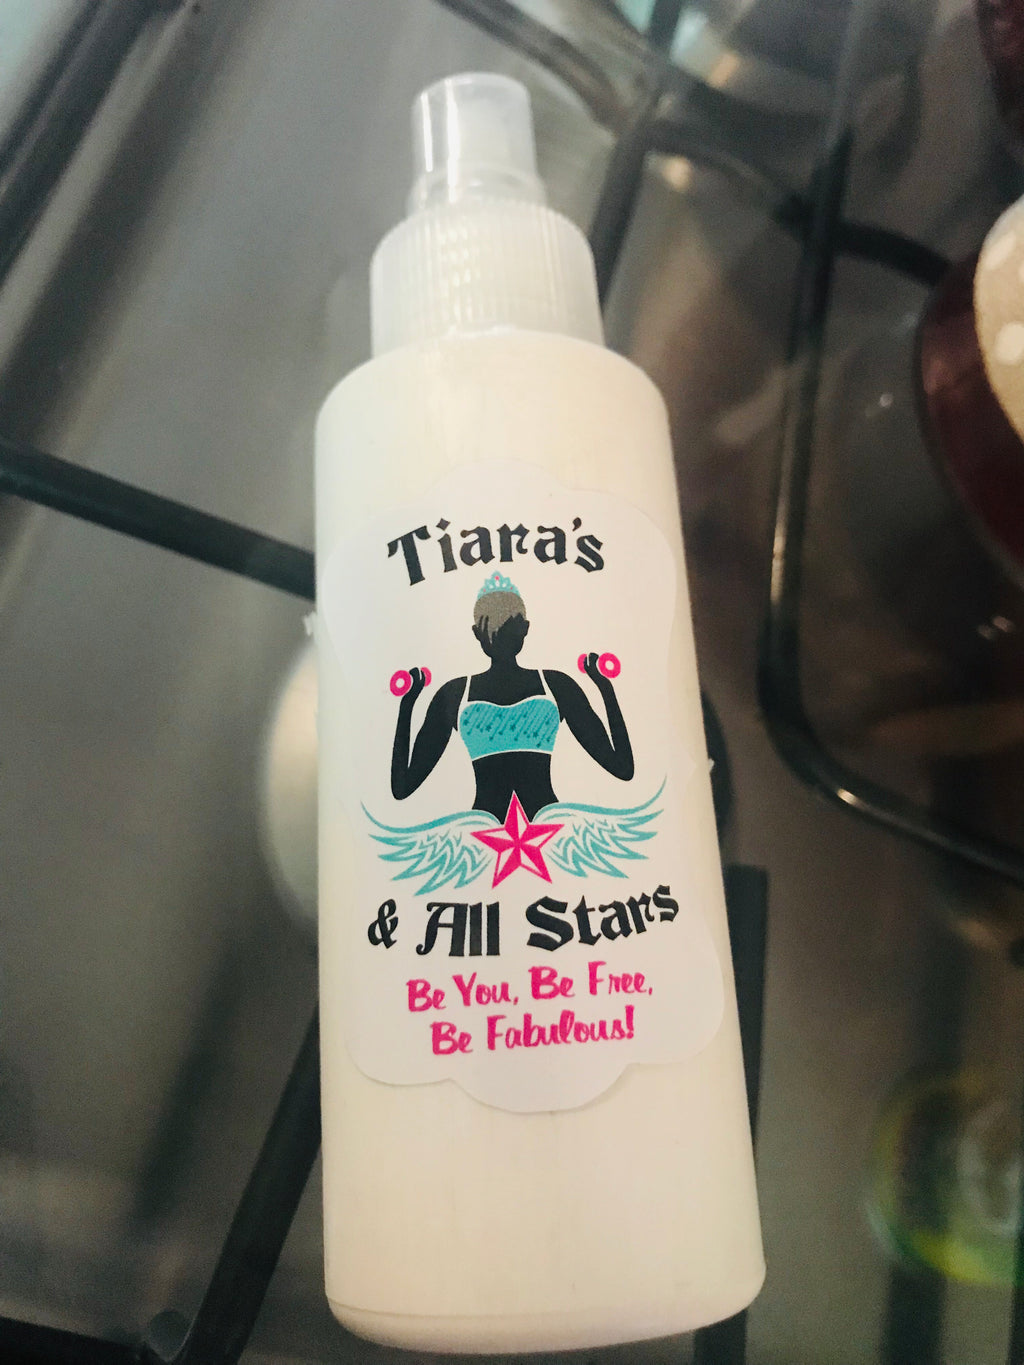 Tiara's
& All Stars
Be You, Be Free,
Be Fabulous!